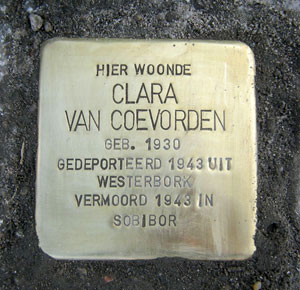 HIER WOONDE
CLARA
VAN COEVORDEN
GEB. 1930
GEDEPORTEERD 1943 UIT
WESTERBORK
VERMOORD 1943 IN
SOBIBOR